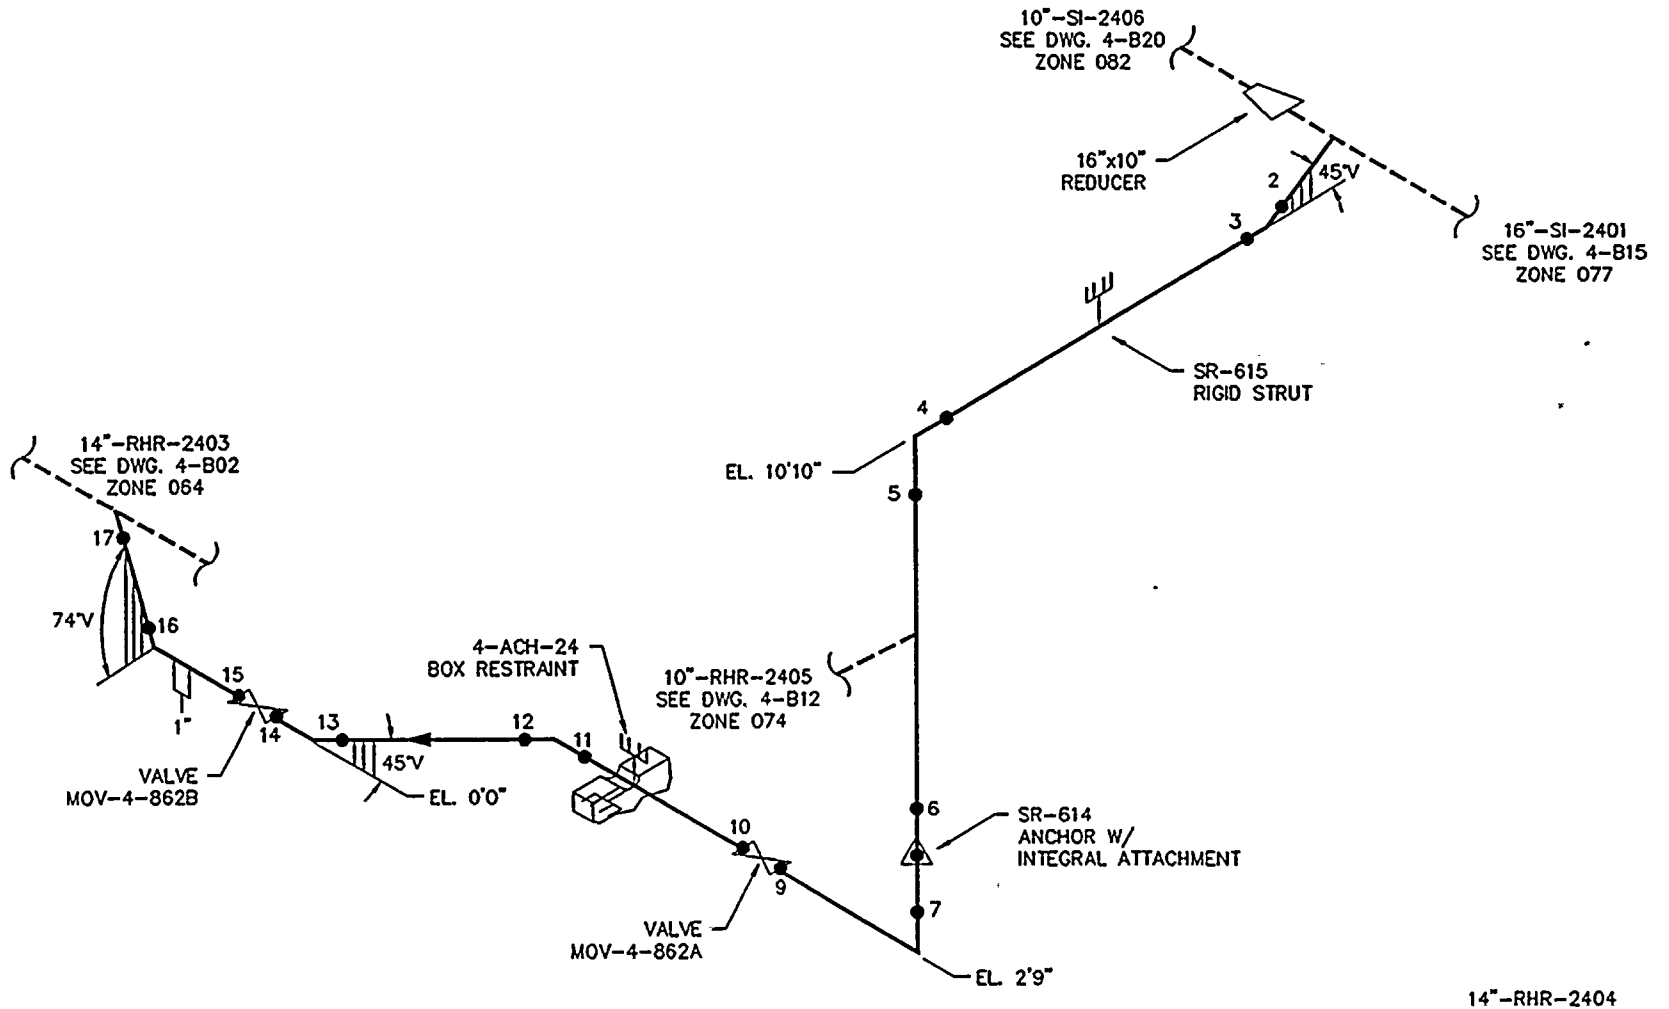 10"-SI-2406
SEE DWG. 4-B20
ZONE 082
16"x10"
REDUCER
45°V
2
3
16"-SI-2401
SEE DWG. 4-B15
ZONE 077
SR-615
RIGID STRUT
4
EL. 10'10"
5
14"-RHR-2403
SEE DWG. 4-B02
ZONE 064
17
74°V
16
15
1"
14
13
12
11
45°V
VALVE
MOV-4-862B
EL. 0'0"
4-ACH-24
BOX RESTRAINT
10"-RHR-2405
SEE DWG. 4-B12
ZONE 074
10
9
6
SR-614
ANCHOR W/
INTEGRAL ATTACHMENT
7
VALVE
MOV-4-862A
EL. 2'9"
14"-RHR-2404